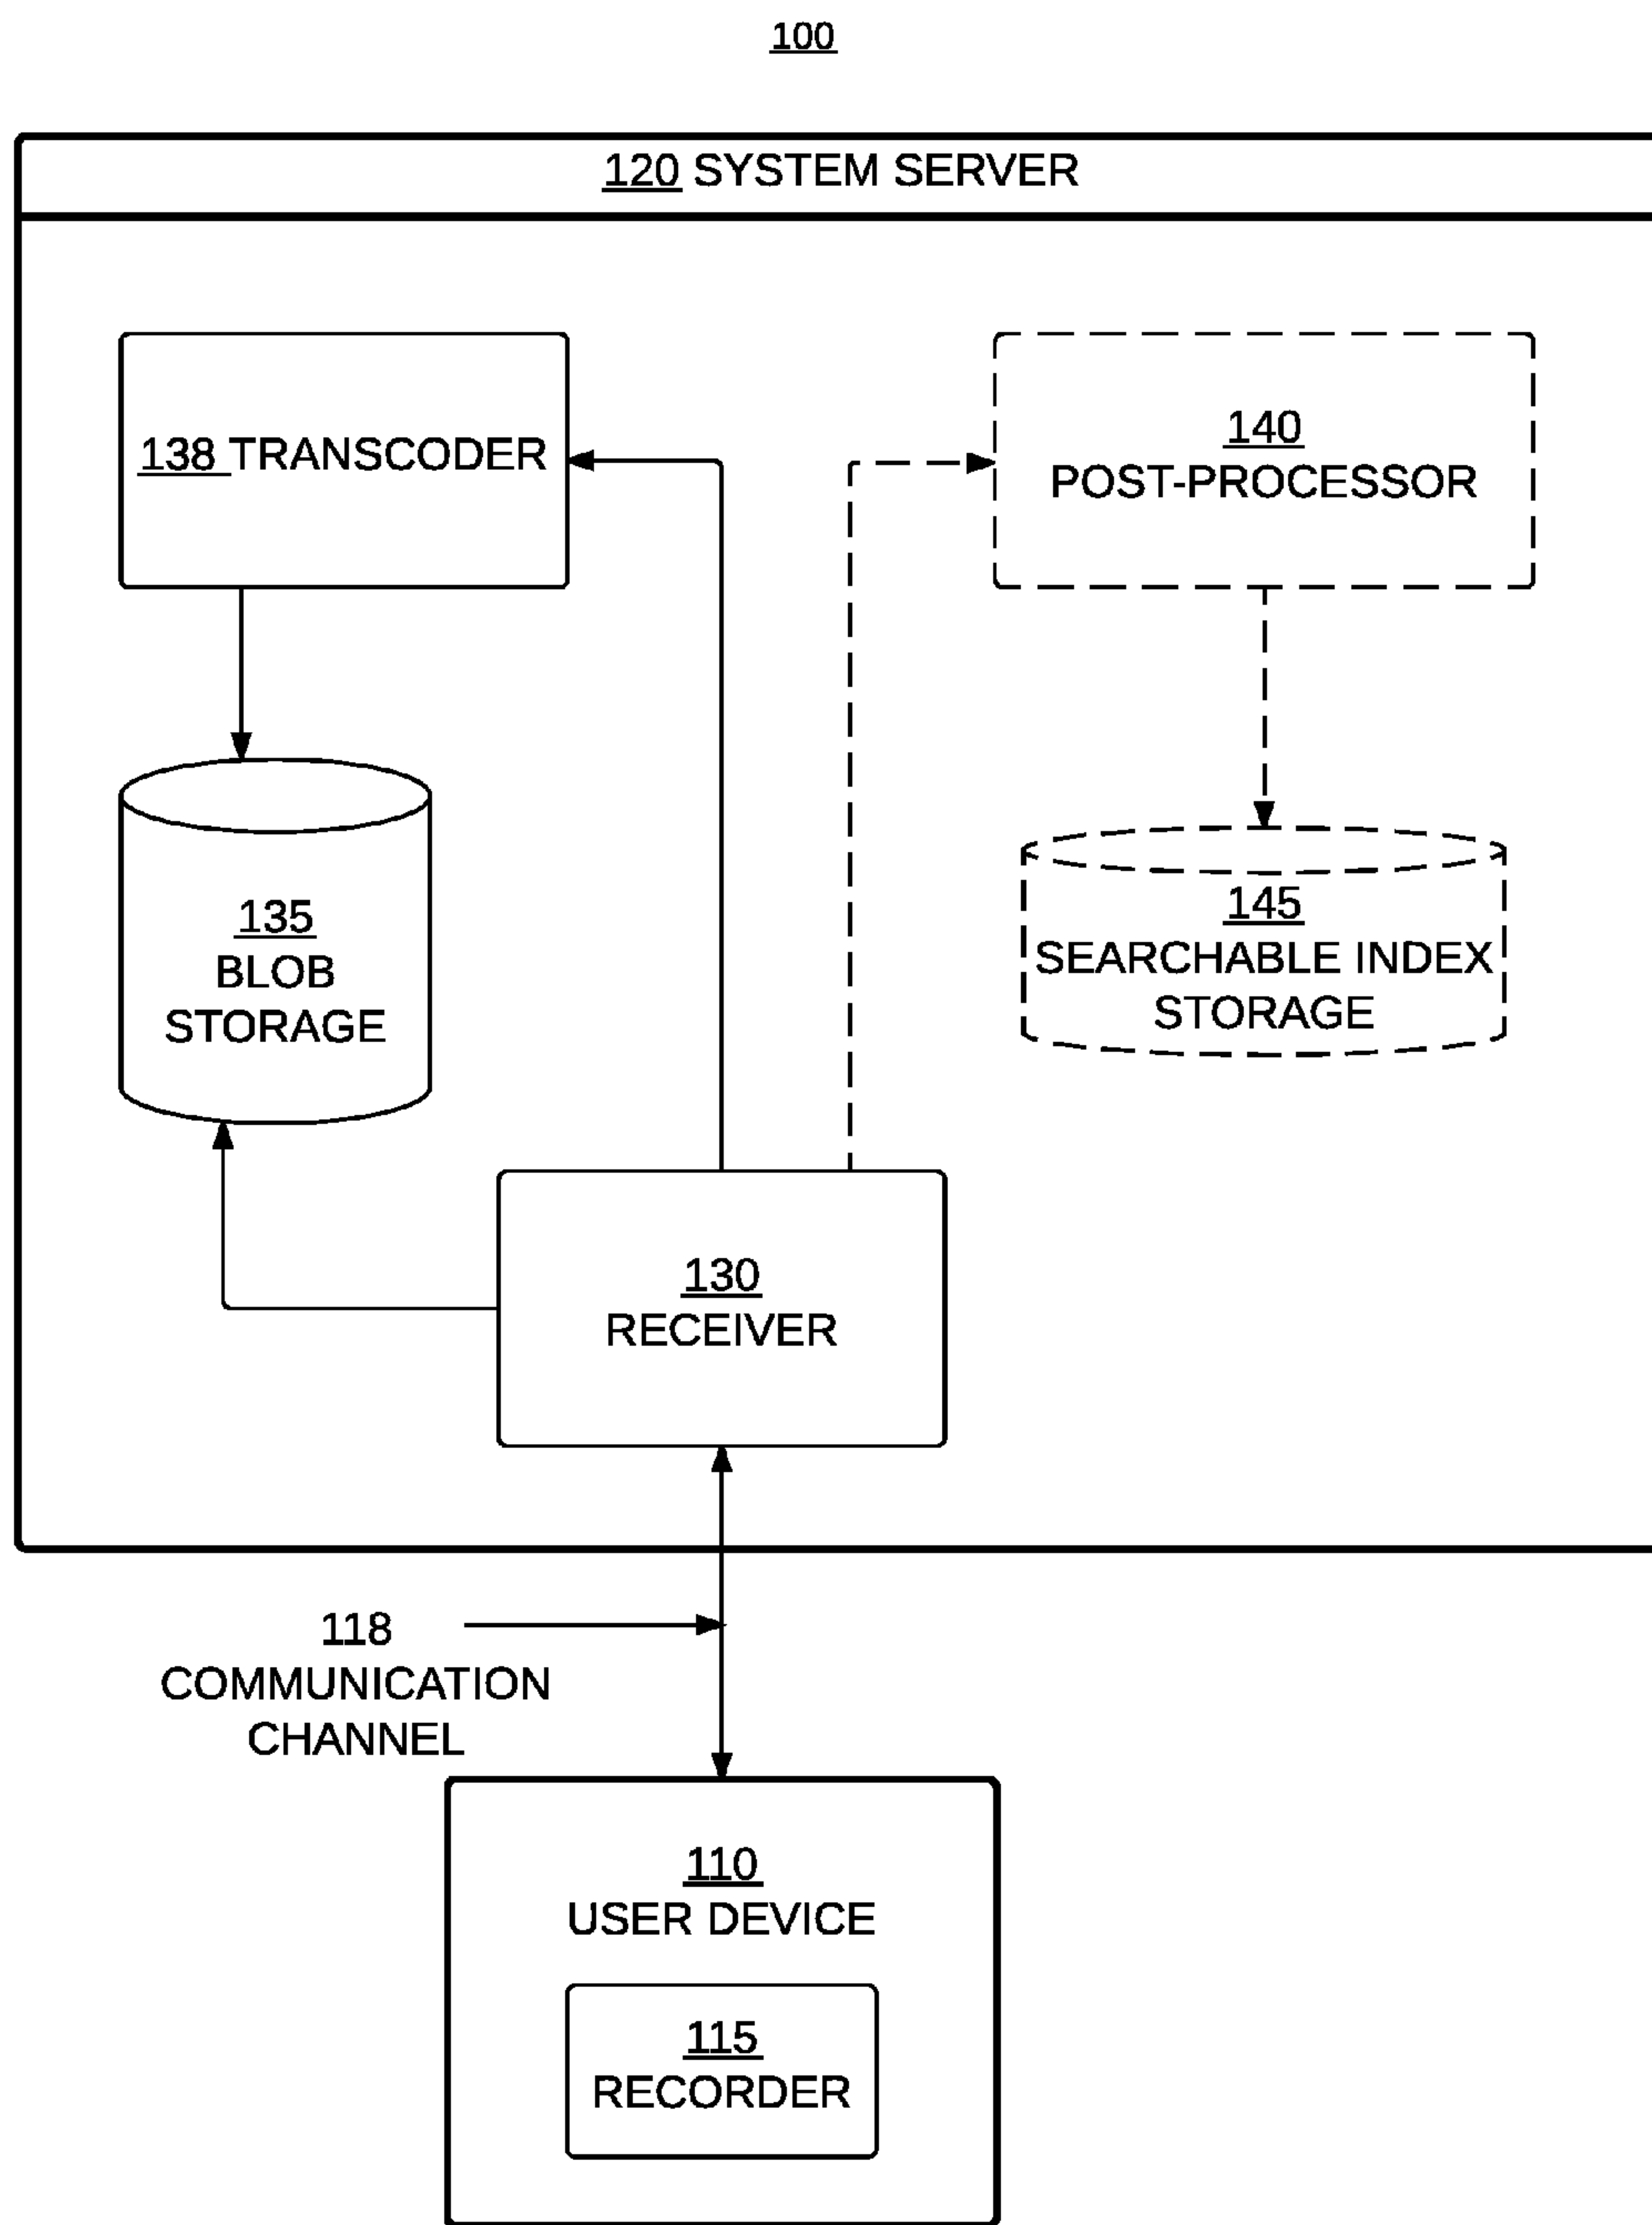 100
120 SYSTEM SERVER
138 TRANSCODER
140
POST-PROCESSOR
135
BLOB
STORAGE
145
SEARCHABLE INDEX
STORAGE
130
RECEIVER
118
COMMUNICATION
CHANNEL
110
USER DEVICE
115
RECORDER